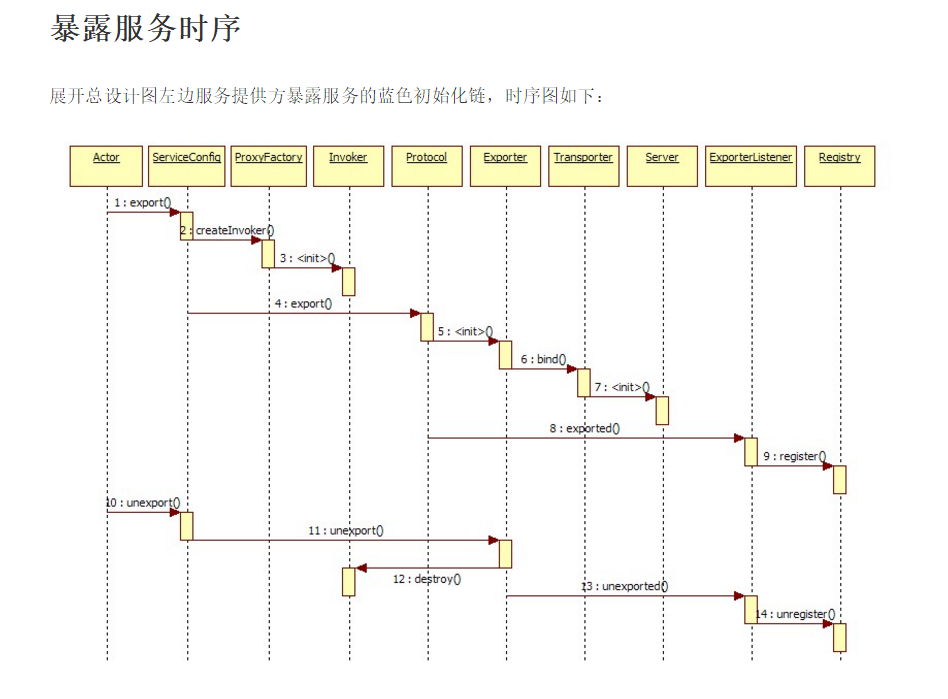 暴露服务时序
展开总设计图左边服务提供方暴露服务的蓝色初始化链，时序图如下：
Actor ServiceConfig ProxyFactory Invoker Protocol Exporter Transporter Server ExporterListener Registry
1 : export()
2 : createInvoker()
3 : <init>()
4 : export()
5 : <init>()
6 : bind()
7 : <init>()
8 : exported()
9 : register()
10 : unexport()
11 : unexport()
12 : destroy()
13 : unexported()
14 : unregister()